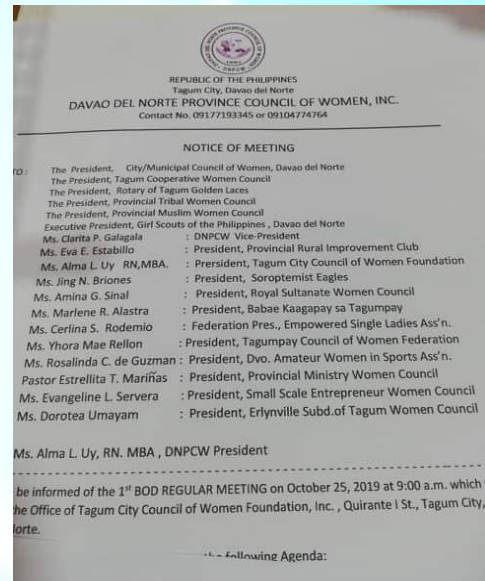 REPUBLIC OF THE PHILIPPINES
Tagum City, Davao del Norte
DAVAO DEL NORTE PROVINCE COUNCIL OF WOMEN, INC.
Contact No. 09177193345 or 09104774764
NOTICE OF MEETING
TO : The President, City/Municipal Council of Women, Davao del Norte
The President, Tagum Cooperative Women Council
The President, Rotary of Tagum Golden Laces
The President, Provincial Tribal Women Council
The President, Provincial Muslim Women Council
Executive President, Girl Scouts of the Philippines , Davao del Norte
Ms. Clarita P. Galagala : DNPCW Vice-President
Ms. Eva E. Estabillo : President, Provincial Rural Improvement Club
Ms. Alma L. Uy RN,MBA. : Prersident, Tagum City Council of Women Foundation
Ms. Jing N. Briones : President, Soroptemist Eagles
Ms. Amina G. Sinal : President, Royal Sultanate Women Council
Ms. Marlene R. Alastra : President, Babae Kaagapay sa Tagumpay
Ms. Cerlina S. Rodemio : Federation Pres., Empowered Single Ladies Ass'n.
Ms. Yhora Mae Rellon : President, Tagumpay Council of Women Federation
Ms. Rosalinda C. de Guzman : President, Dvo. Amateur Women in Sports Ass'n.
Pastor Estrellita T. Mariñas : President, Provincial Ministry Women Council
Ms. Evangeline L. Servera : President, Small Scale Entrepreneur Women Council
Ms. Dorotea Umayam : President, Erlynville Subd.of Tagum Women Council
Ms. Alma L. Uy, RN. MBA , DNPCW President
be informed of the 1st BOD REGULAR MEETING on October 25, 2019 at 9:00 a.m. which
the Office of Tagum City Council of Women Foundation, Inc. , Quirante I St., Tagum City,
Norte.
following Agenda: